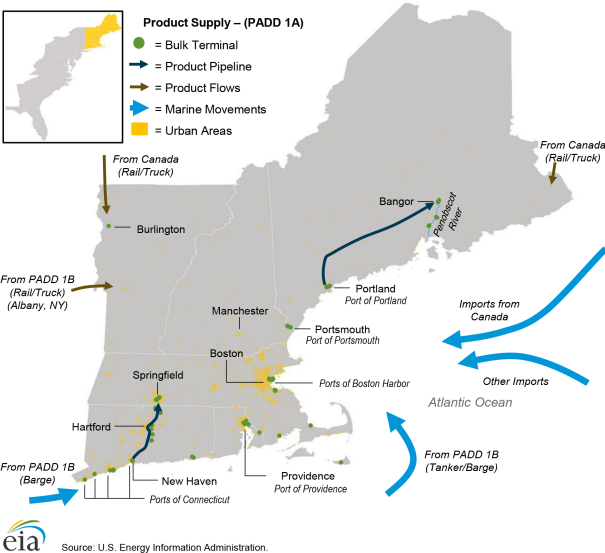 Product Supply – (PADD 1A)
= Bulk Terminal
= Product Pipeline
= Product Flows
= Marine Movements
= Urban Areas
From Canada
(Rail/Truck)
From Canada
(Rail/Truck)
Bangor
Penobscot
River
Burlington
From PADD 1B
(Rail/Truck)
(Albany, NY)
Portland
Port of Portland
Manchester
Imports from
Canada
Portsmouth
Port of Portsmouth
Boston
Springfield
Ports of Boston Harbor
Other Imports
Atlantic Ocean
Hartford
From PADD 1B
(Barge)
New Haven
Providence
Port of Providence
From PADD 1B
(Tanker/Barge)
Ports of Connecticut
eia
Source: U.S. Energy Information Administration.